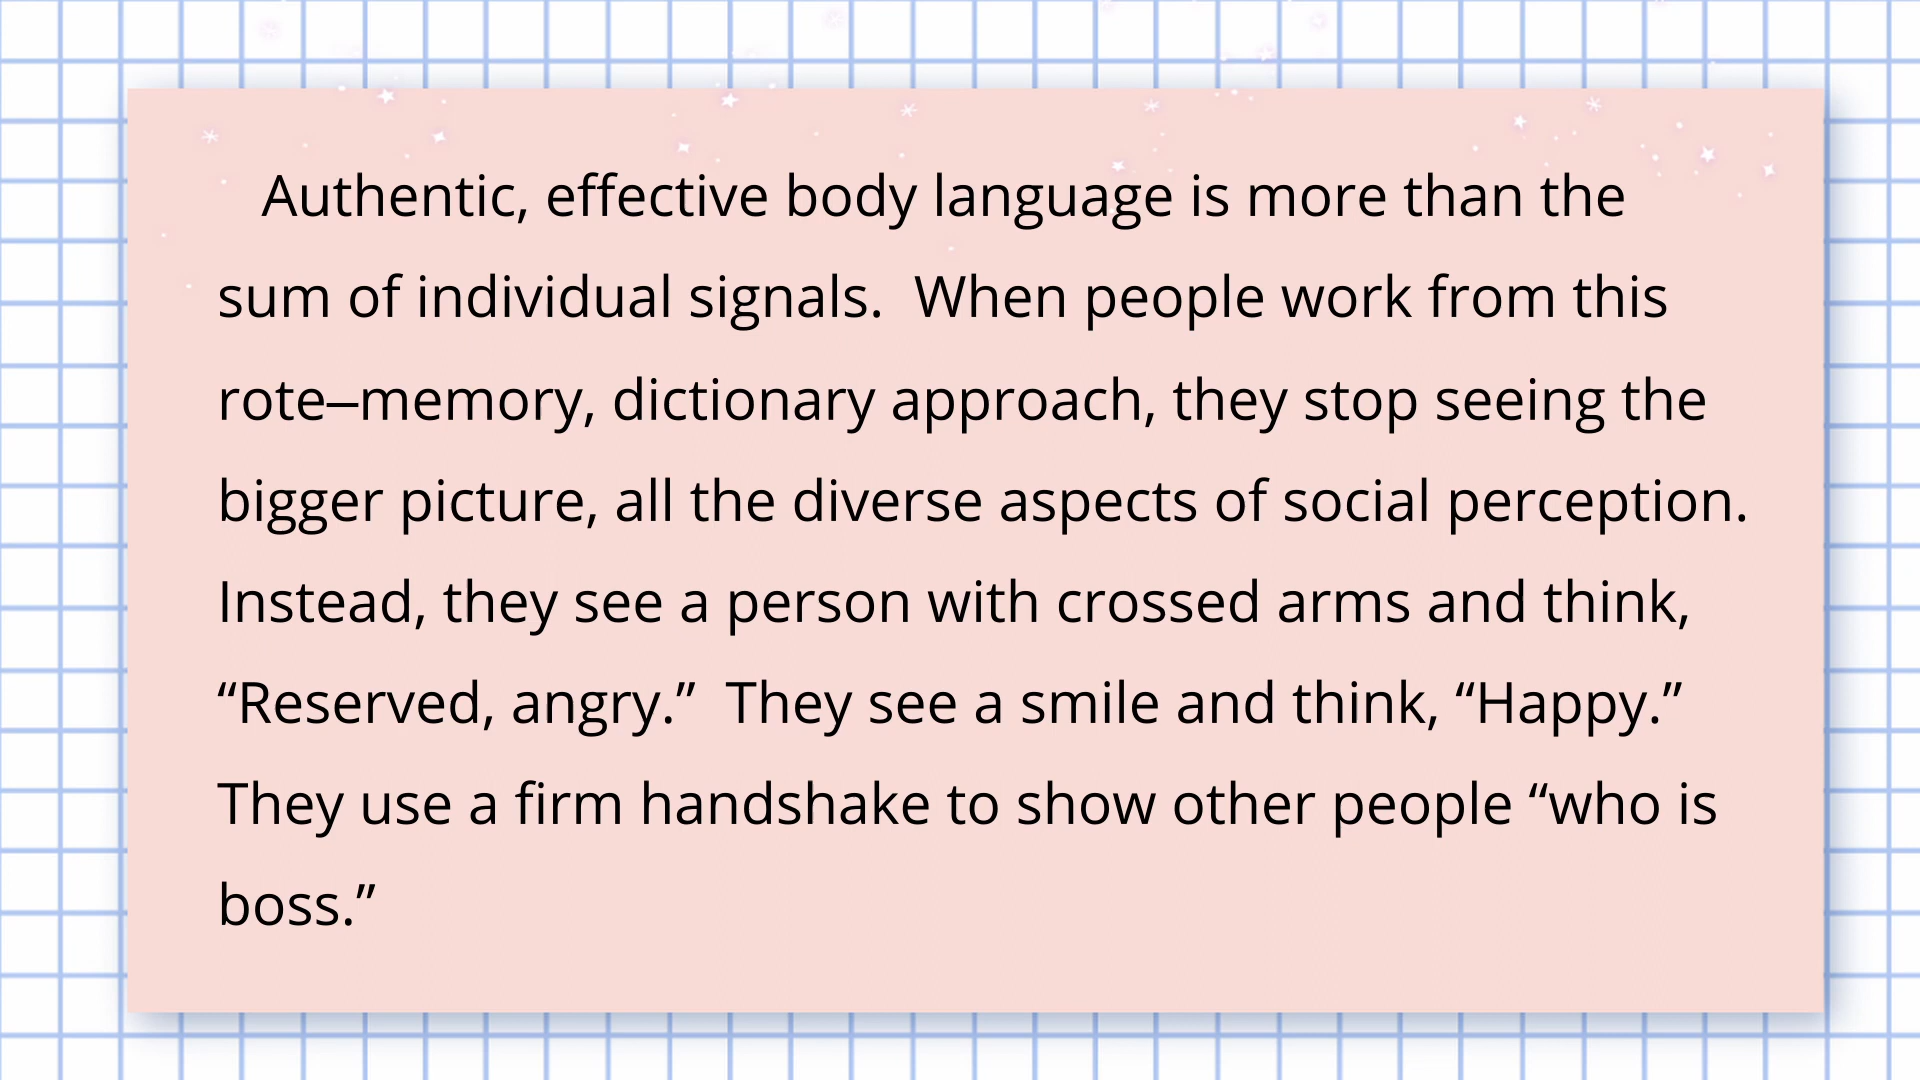 Authentic, effective body language is more than the
sum of individual signals.  When people work from this
rote–memory, dictionary approach, they stop seeing the
bigger picture, all the diverse aspects of social perception.
Instead, they see a person with crossed arms and think,
“Reserved, angry.”  They see a smile and think, “Happy.”
They use a firm handshake to show other people “who is
boss.”